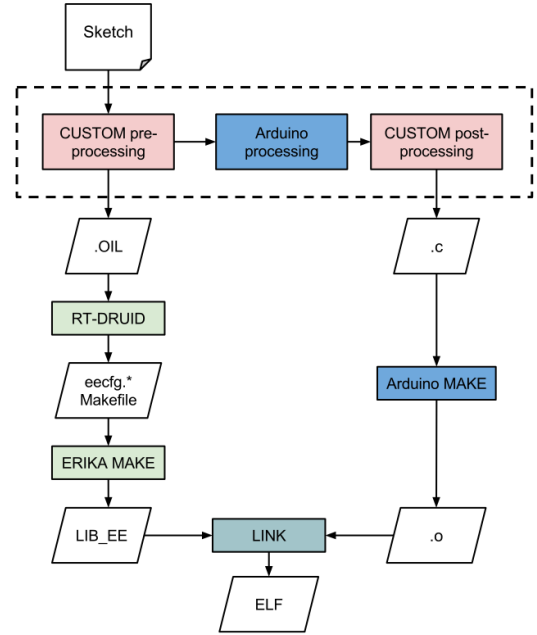 Sketch
CUSTOM pre-
processing
Arduino
processing
CUSTOM post-
processing
.OIL
.c
RT-DRUID
eecfg.*
Makefile
Arduino MAKE
ERIKA MAKE
LIB_EE
LINK
.o
ELF